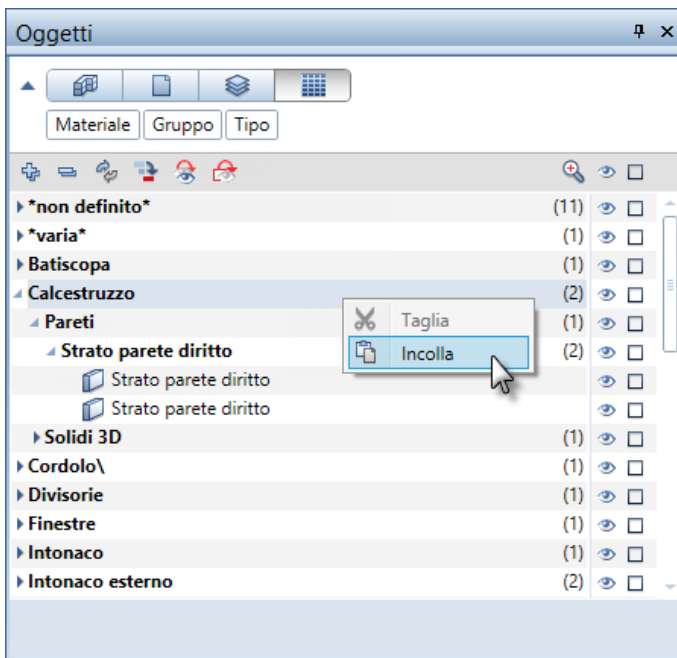 Oggetti
Materiale Gruppo Tipo
*non definito* (11)
*varia* (1)
Batiscopa (1)
Calcestruzzo (2)
Taglia
Pareti (1)
Incolla
Strato parete diritto (2)
Strato parete diritto
Strato parete diritto
Solidi 3D (1)
Cordolo\ (1)
Divisorie (1)
Finestre (1)
Intonaco (1)
Intonaco esterno (2)